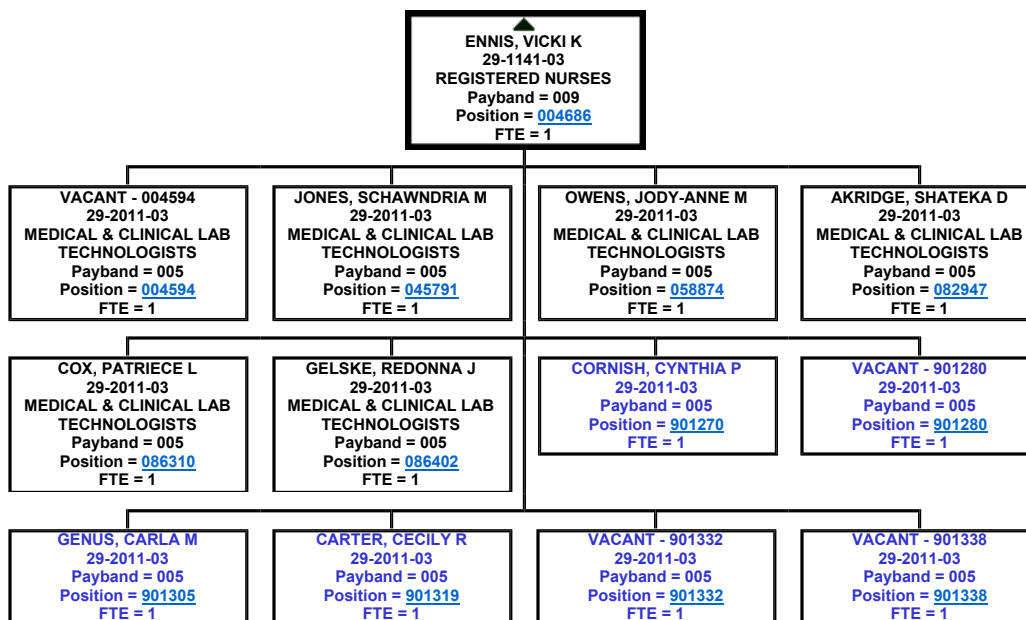 ENNIS, VICKI K
29-1141-03
REGISTERED NURSES
Payband = 009
Position = 004686
FTE = 1
VACANT - 004594
29-2011-03
MEDICAL & CLINICAL LAB
TECHNOLOGISTS
Payband = 005
Position = 004594
FTE = 1
JONES, SCHAWNDRIA M
29-2011-03
MEDICAL & CLINICAL LAB
TECHNOLOGISTS
Payband = 005
Position = 045791
FTE = 1
OWENS, JODY-ANNE M
29-2011-03
MEDICAL & CLINICAL LAB
TECHNOLOGISTS
Payband = 005
Position = 058874
FTE = 1
AKRIDGE, SHATEKA D
29-2011-03
MEDICAL & CLINICAL LAB
TECHNOLOGISTS
Payband = 005
Position = 082947
FTE = 1
COX, PATRIECE L
29-2011-03
MEDICAL & CLINICAL LAB
TECHNOLOGISTS
Payband = 005
Position = 086310
FTE = 1
GELSKE, REDONNA J
29-2011-03
MEDICAL & CLINICAL LAB
TECHNOLOGISTS
Payband = 005
Position = 086402
FTE = 1
CORNISH, CYNTHIA P
29-2011-03
Payband = 005
Position = 901270
FTE = 1
VACANT - 901280
29-2011-03
Payband = 005
Position = 901280
FTE = 1
GENUS, CARLA M
29-2011-03
Payband = 005
Position = 901305
FTE = 1
CARTER, CECILY R
29-2011-03
Payband = 005
Position = 901319
FTE = 1
VACANT - 901332
29-2011-03
Payband = 005
Position = 901332
FTE = 1
VACANT - 901338
29-2011-03
Payband = 005
Position = 901338
FTE = 1